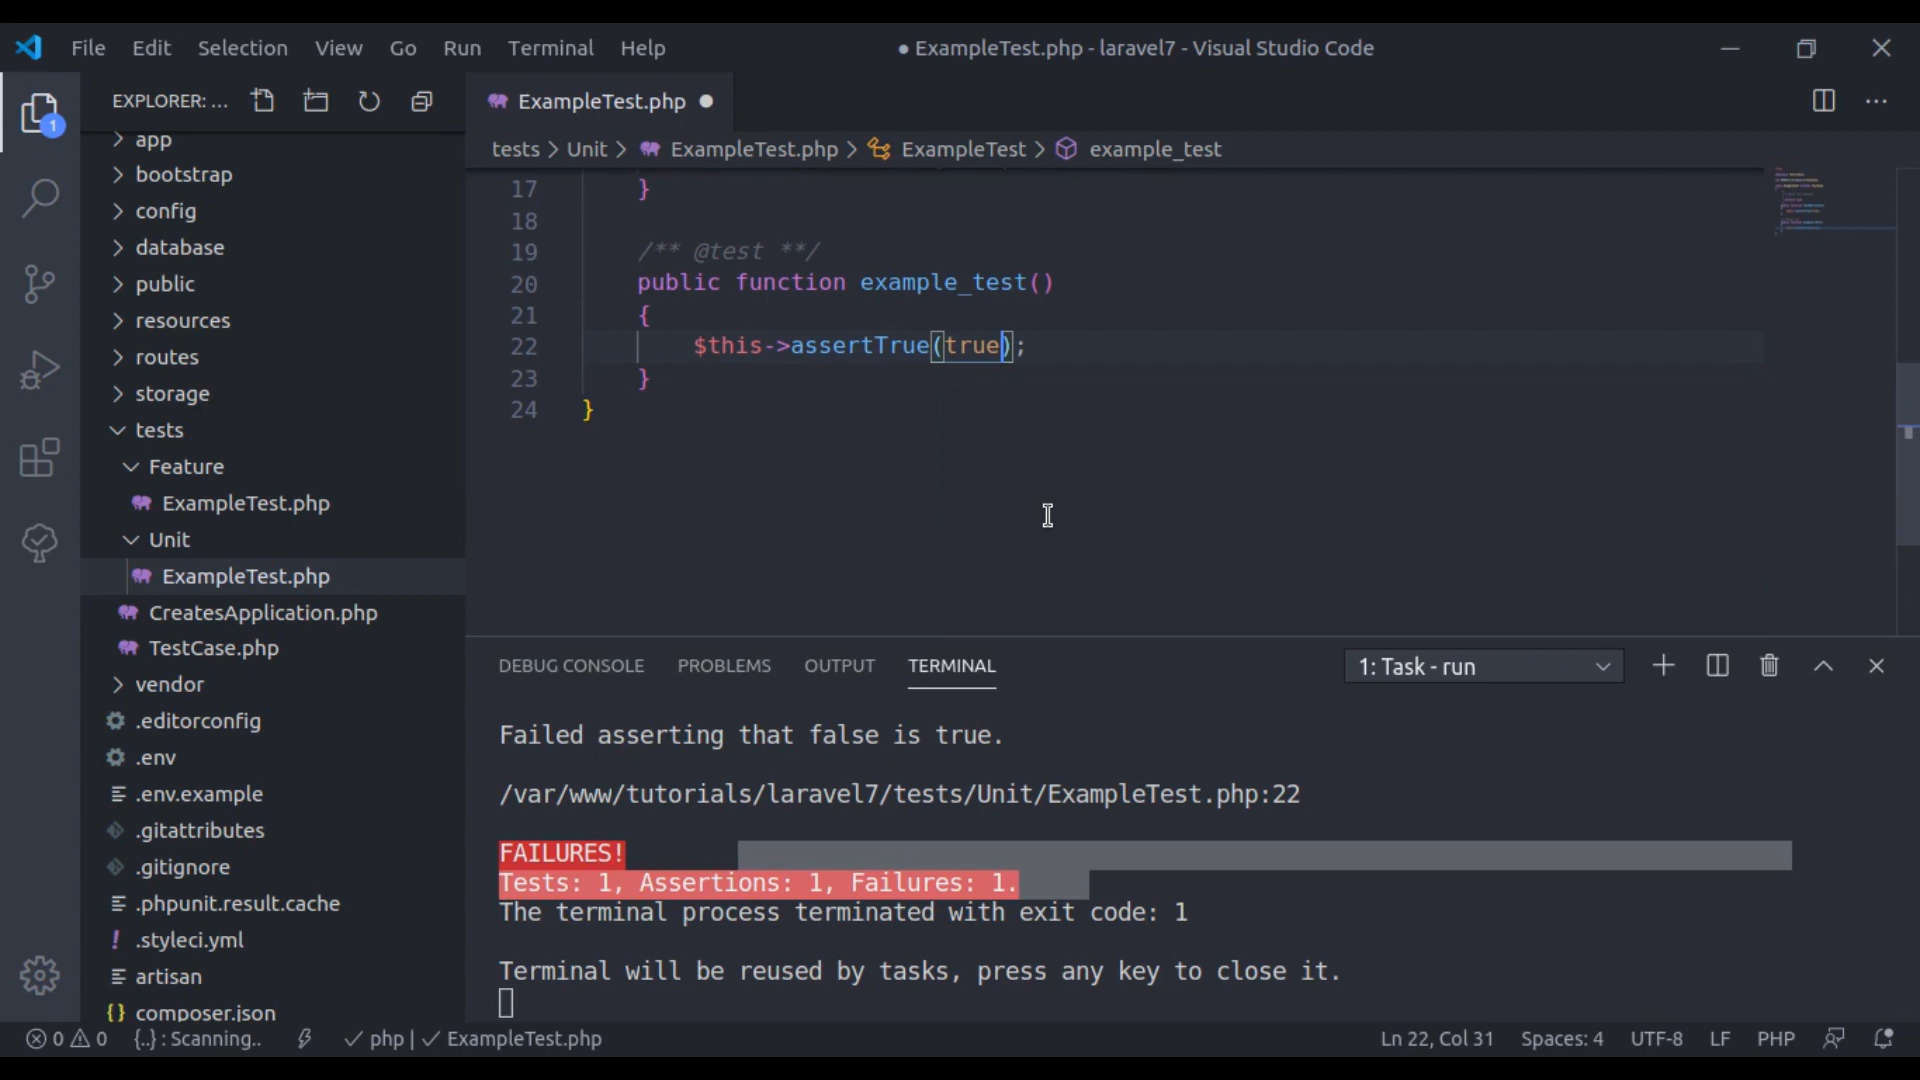 File Edit Selection View Go Run Terminal Help
● ExampleTest.php - laravel7 - Visual Studio Code
EXPLORER: ...
1
app
bootstrap
config
database
public
resources
routes
storage
tests
Feature
ExampleTest.php
Unit
ExampleTest.php
CreatesApplication.php
TestCase.php
vendor
.editorconfig
.env
.env.example
.gitattributes
.gitignore
.phpunit.result.cache
.styleci.yml
artisan
composer.json
ExampleTest.php ●
tests > Unit > ExampleTest.php > ExampleTest > example_test
17 }
18
19 /** @test **/
20 public function example_test()
21 {
22 $this->assertTrue(true);
23 }
24 }
DEBUG CONSOLE PROBLEMS OUTPUT TERMINAL
1: Task - run
Failed asserting that false is true.
/var/www/tutorials/laravel7/tests/Unit/ExampleTest.php:22
FAILURES!
Tests: 1, Assertions: 1, Failures: 1.
The terminal process terminated with exit code: 1
Terminal will be reused by tasks, press any key to close it.
0 0 {..} : Scanning.. ✓ php | ✓ ExampleTest.php
Ln 22, Col 31 Spaces: 4 UTF-8 LF PHP